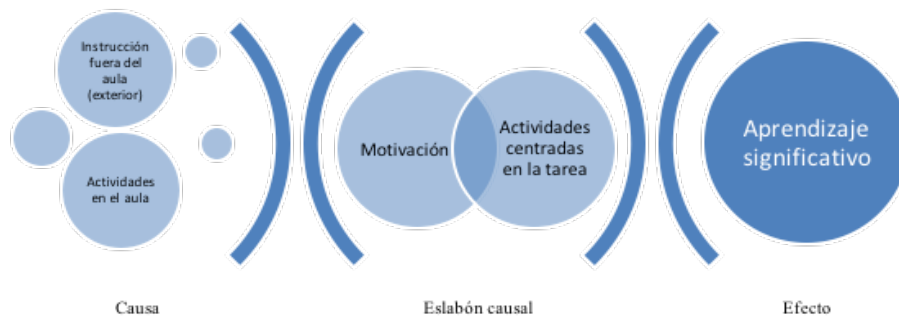 Instrucción
fuera del
aula
(exterior)
Actividades
en el aula
Motivación
Actividades
centradas
en la tarea
Aprendizaje
significativo
Causa
Eslabón causal
Efecto